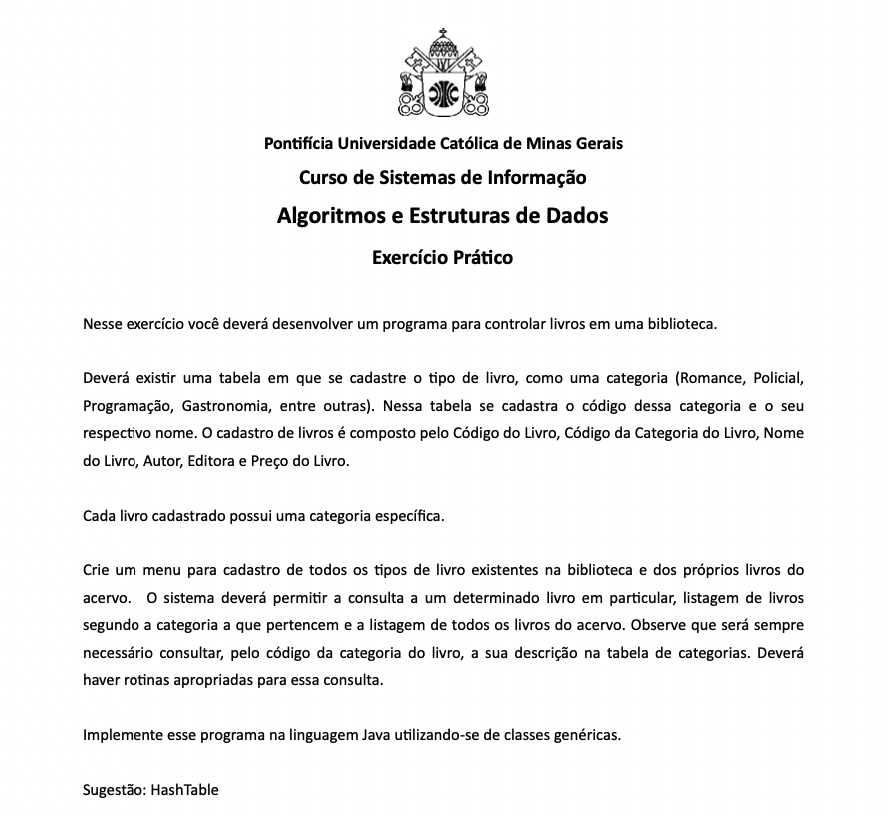 Pontifícia Universidade Católica de Minas Gerais
Curso de Sistemas de Informação
Algoritmos e Estruturas de Dados
Exercício Prático
Nesse exercício você deverá desenvolver um programa para controlar livros em uma biblioteca.
Deverá existir uma tabela em que se cadastre o tipo de livro, como uma categoria (Romance, Policial,
Programação, Gastronomia, entre outras). Nessa tabela se cadastra o código dessa categoria e o seu
respectivo nome. O cadastro de livros é composto pelo Código do Livro, Código da Categoria do Livro, Nome
do Livro, Autor, Editora e Preço do Livro.
Cada livro cadastrado possui uma categoria específica.
Crie um menu para cadastro de todos os tipos de livro existentes na biblioteca e dos próprios livros do
acervo. O sistema deverá permitir a consulta a um determinado livro em particular, listagem de livros
segundo a categoria a que pertencem e a listagem de todos os livros do acervo. Observe que será sempre
necessário consultar, pelo código da categoria do livro, a sua descrição na tabela de categorias. Deverá
haver rotinas apropriadas para essa consulta.
Implemente esse programa na linguagem Java utilizando-se de classes genéricas.
Sugestão: HashTable